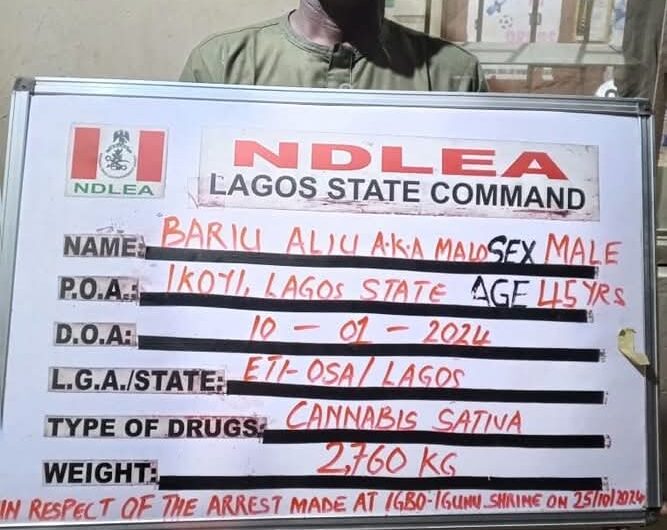 NDLEA
NDLEA
LAGOS STATE COMMAND
NAME: BARIU ALIU A.K.A MALO SEX MALE
P.O.A.: IKOYI, LAGOS STATE AGE 45 YRS
D.O.A.: 10 - 01 - 2024
L.G.A./STATE: ETI-OSA/ LAGOS
TYPE OF DRUGS: CANNABIS SATIVA
WEIGHT: 2,760 KG
IN RESPECT OF THE ARREST MADE AT IGBO-IGUNU SHRINE ON 25/10/2024